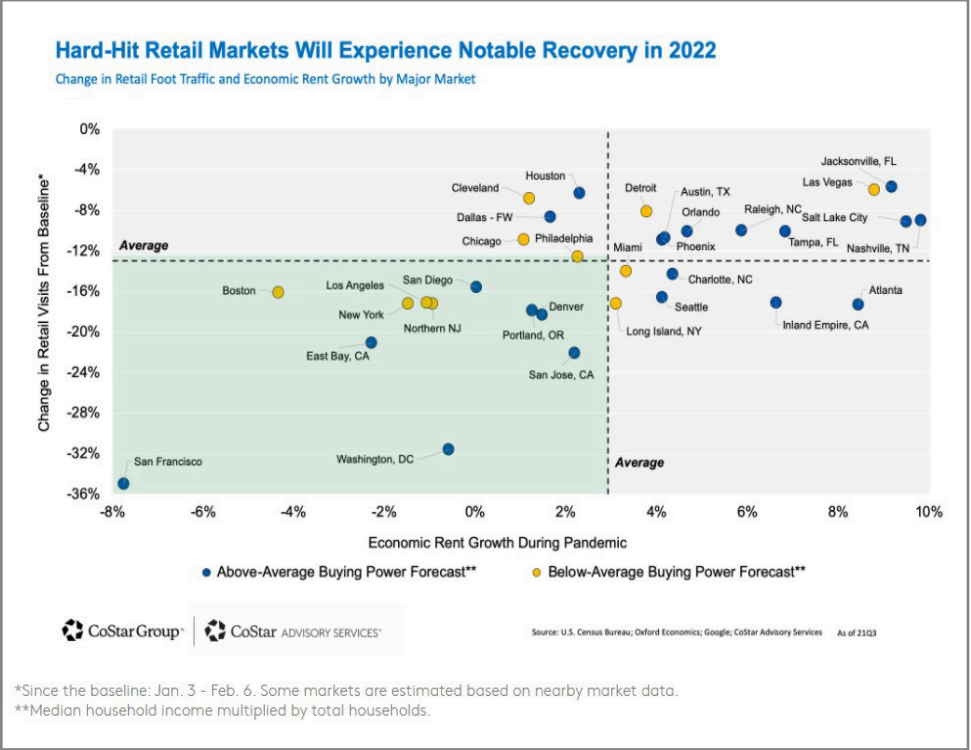 Hard-Hit Retail Markets Will Experience Notable Recovery in 2022
Change in Retail Foot Traffic and Economic Rent Growth by Major Market
Change in Retail Visits From Baseline*
0%
-4%
-8%
-12%
-16%
-20%
-24%
-28%
-32%
-36%
Jacksonville, FL
Houston
Las Vegas
Cleveland
Detroit
Austin, TX
Dallas - FW
Orlando
Raleigh, NC
Salt Lake City
Chicago
Philadelphia
Miami
Phoenix
Tampa, FL
Nashville, TN
Average
San Diego
Charlotte, NC
Los Angeles
Boston
Atlanta
New York
Denver
Seattle
Northern NJ
Portland, OR
Long Island, NY
Inland Empire, CA
East Bay, CA
San Jose, CA
Washington, DC
San Francisco
Average
-8%
-6%
-4%
-2%
0%
2%
4%
6%
8%
10%
Economic Rent Growth During Pandemic
Above-Average Buying Power Forecast**
Below-Average Buying Power Forecast**
CoStar Group™
CoStar ADVISORY SERVICES™
Source: U.S. Census Bureau; Oxford Economics; Google; CoStar Advisory Services As of 21Q3
*Since the baseline: Jan. 3 - Feb. 6. Some markets are estimated based on nearby market data.
**Median household income multiplied by total households.